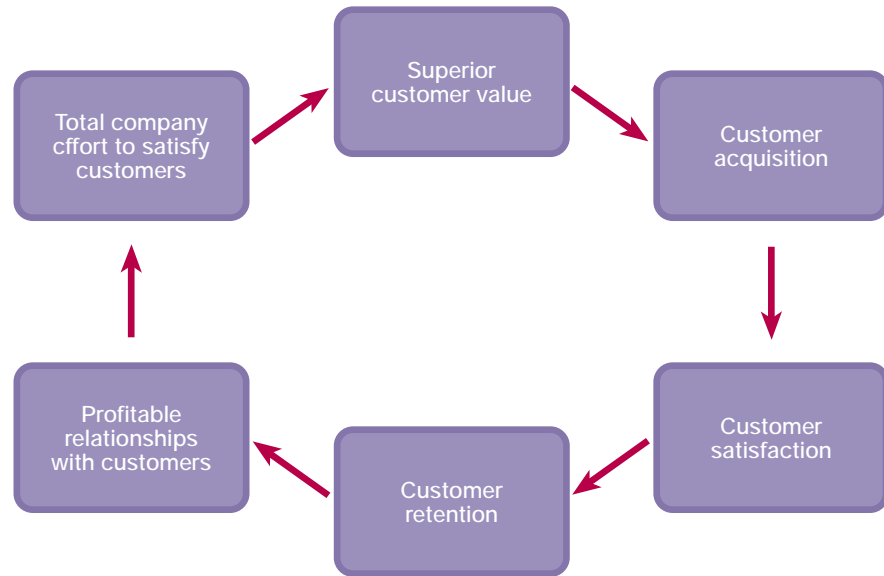 Superior
customer value
Customer
acquisition
Customer
satisfaction
Customer
retention
Profitable
relationships
with customers
Total company
cffort to satisfy
customers